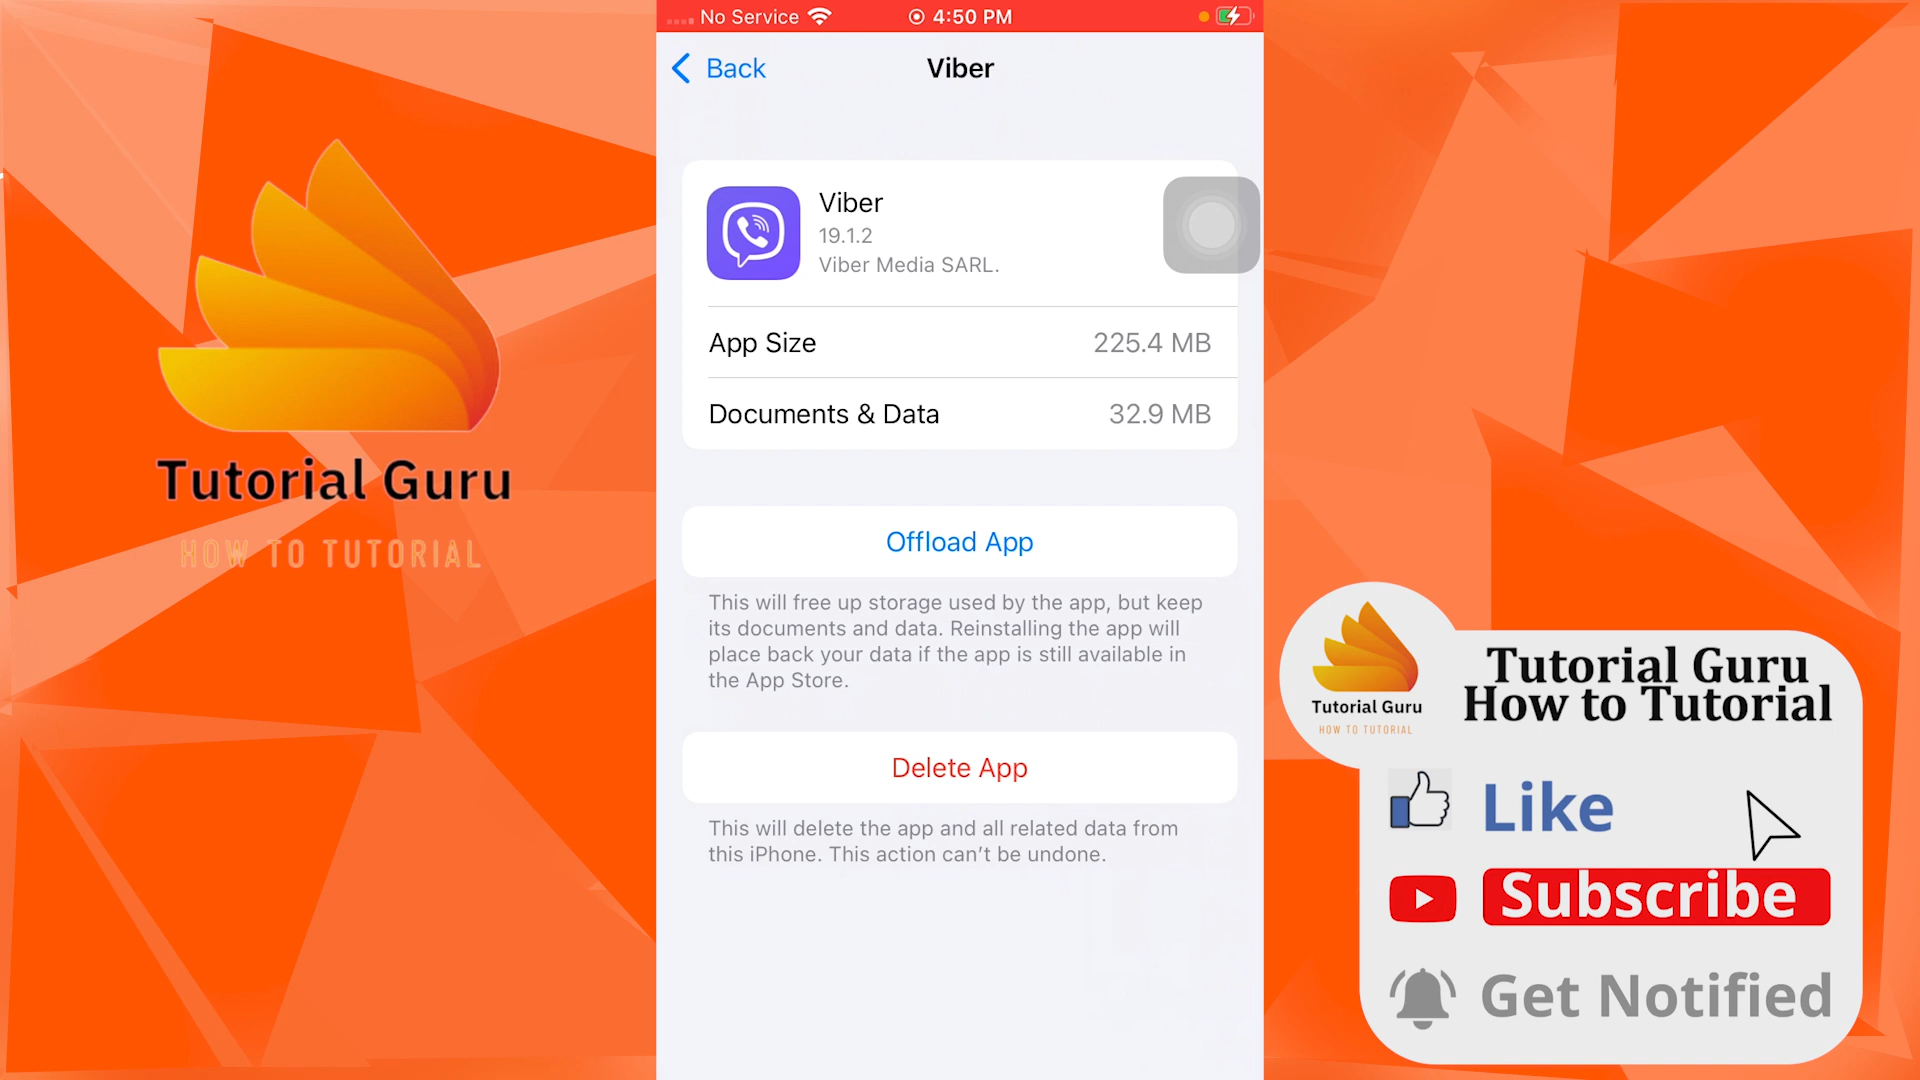 No Service
4:50 PM
Back
Viber
Viber
19.1.2
Viber Media SARL.
App Size
225.4 MB
Documents & Data
32.9 MB
Offload App
This will free up storage used by the app, but keep
its documents and data. Reinstalling the app will
place back your data if the app is still available in
the App Store.
Delete App
This will delete the app and all related data from
this iPhone. This action can’t be undone.
Tutorial Guru
HOW TO TUTORIAL
Tutorial Guru
HOW TO TUTORIAL
Tutorial Guru
How to Tutorial
Like
Subscribe
Get Notified